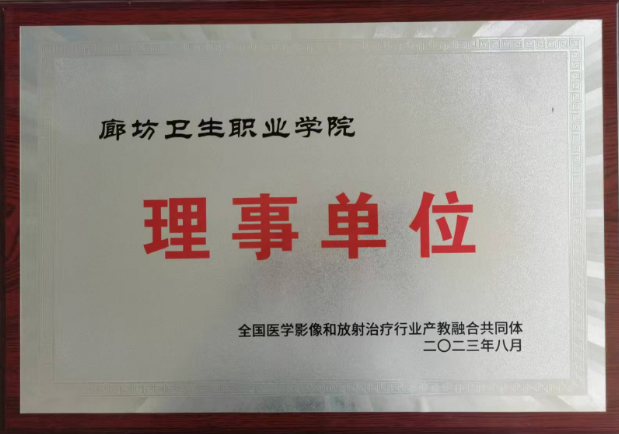 廊坊卫生职业学院
理事单位
全国医学影像和放射治疗行业产教融合共同体
二〇二三年八月